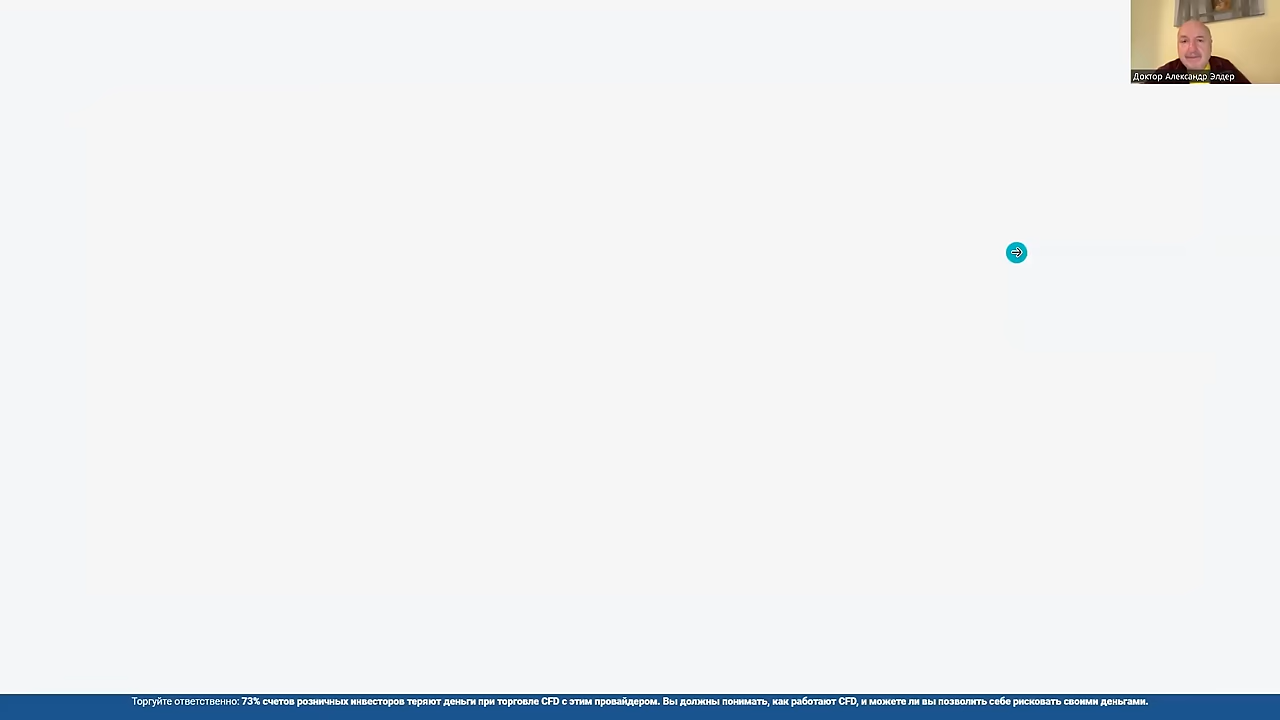 Доктор Александр Элдер
Торгуйте ответственно: 73% счетов розничных инвесторов теряют деньги при торговле CFD с этим провайдером. Вы должны понимать, как работают CFD, и можете ли вы позволить себе рисковать своими деньгами.